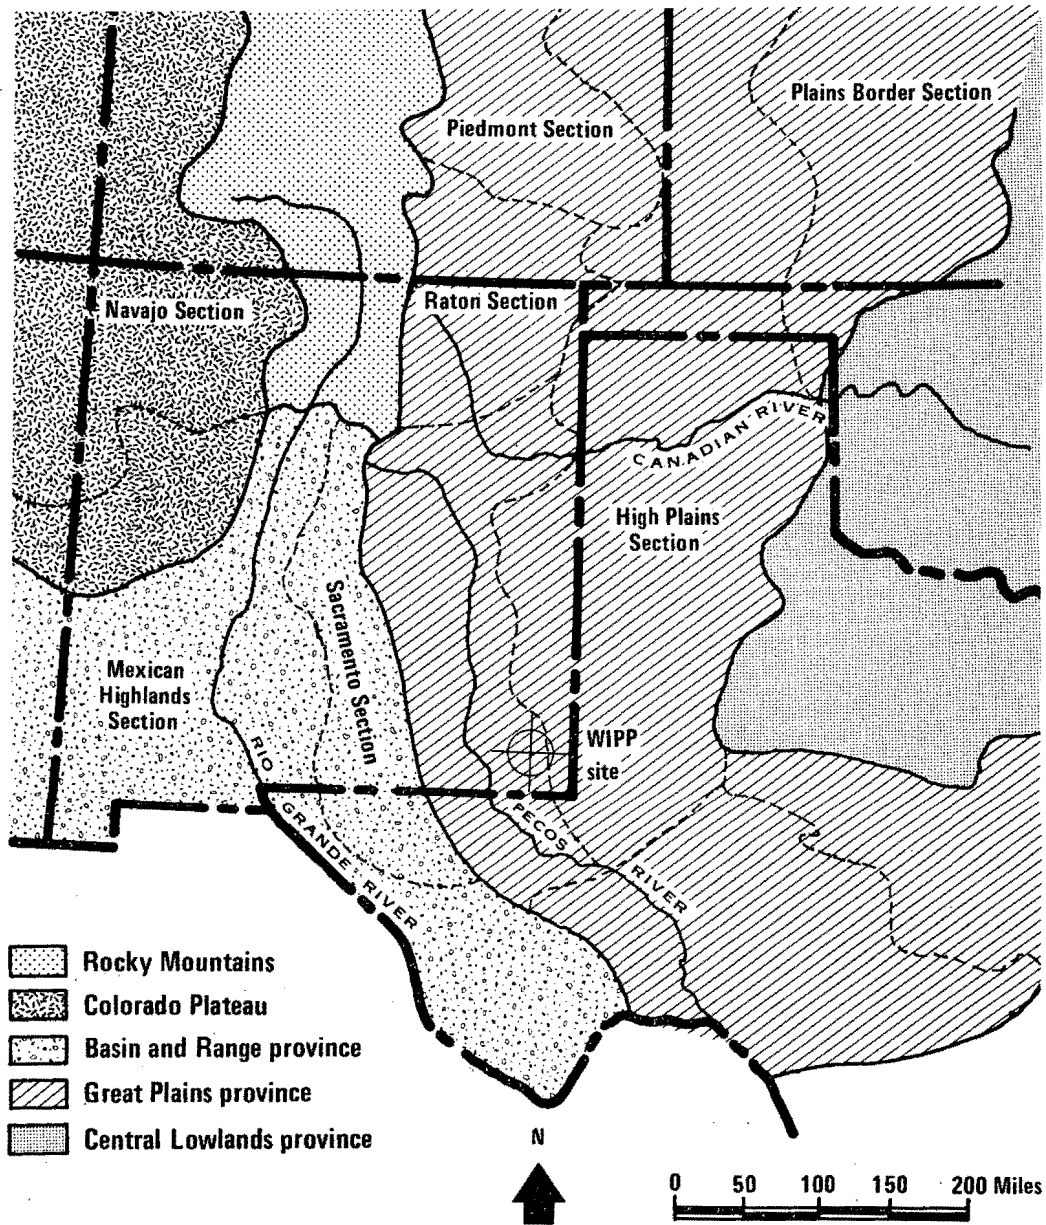 Plains Border Section
Piedmont Section
Navajo Section
Raton Section
CANADIAN RIVER
High Plains
Section
Sacramento Section
Mexican
Highlands
Section
WIPP
site
RIO GRANDE RIVER
PECOS RIVER
Rocky Mountains
Colorado Plateau
Basin and Range province
Great Plains province
Central Lowlands province
N
0 50 100 150 200 Miles